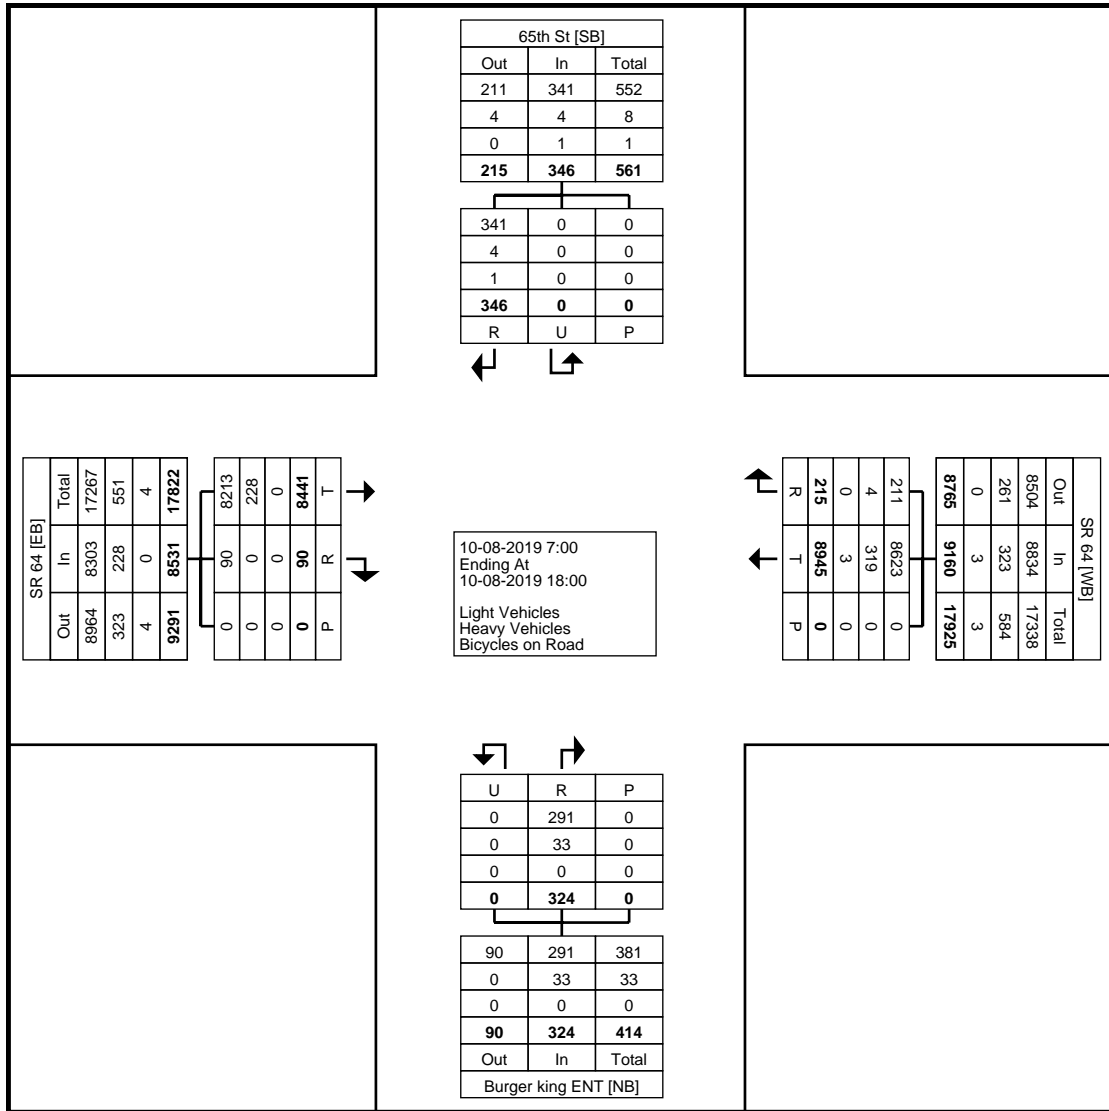 65th St [SB]
Out In Total
211 341 552
4 4 8
0 1 1
215 346 561
341 0 0
4 0 0
1 0 0
346 0 0
R U P
SR 64 [EB]
Total 17267 551 4 17822
In 8303 228 0 8531
Out 8964 323 4 9291
8213 228 0 8441 T
90 0 0 90 R
0 0 0 0 P
10-08-2019 7:00
Ending At
10-08-2019 18:00
Light Vehicles
Heavy Vehicles
Bicycles on Road
R 215 0 4 211
T 8945 3 319 8623
P 0 0 0 0
SR 64 [WB]
Out 8504 261 0 8765
In 8834 323 3 9160
Total 17338 584 3 17925
U R P
0 291 0
0 33 0
0 0 0
0 324 0
90 291 381
0 33 33
0 0 0
90 324 414
Out In Total
Burger king ENT [NB]